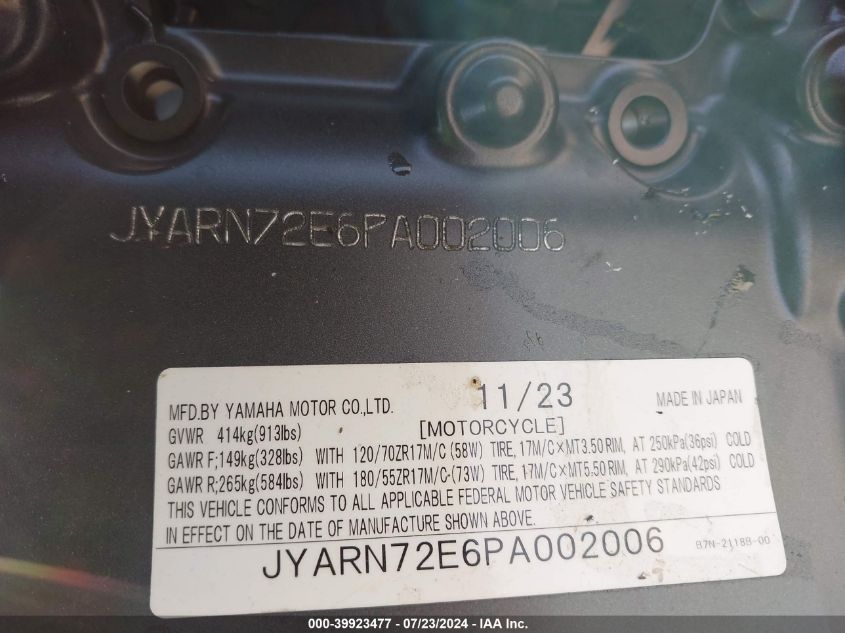 JYARN72E6PA002006
MFD.BY YAMAHA MOTOR CO.,LTD. 11/23 MADE IN JAPAN
GVWR 414kg(913lbs) [MOTORCYCLE]
GAWR F;149kg(328lbs) WITH 120/70ZR17M/C (58W) TIRE, 17M/C×MT3.50 RIM, AT 250kPa(36psi) COLD
GAWR R;265kg(584lbs) WITH 180/55ZR17M/C (73W) TIRE, 17M/C×MT5.50 RIM, AT 290kPa(42psi) COLD
THIS VEHICLE CONFORMS TO ALL APPLICABLE FEDERAL MOTOR VEHICLE SAFETY STANDARDS
IN EFFECT ON THE DATE OF MANUFACTURE SHOWN ABOVE.
JYARN72E6PA002006 B7N-2118B-00
000-39923477 - 07/23/2024 - IAA Inc.